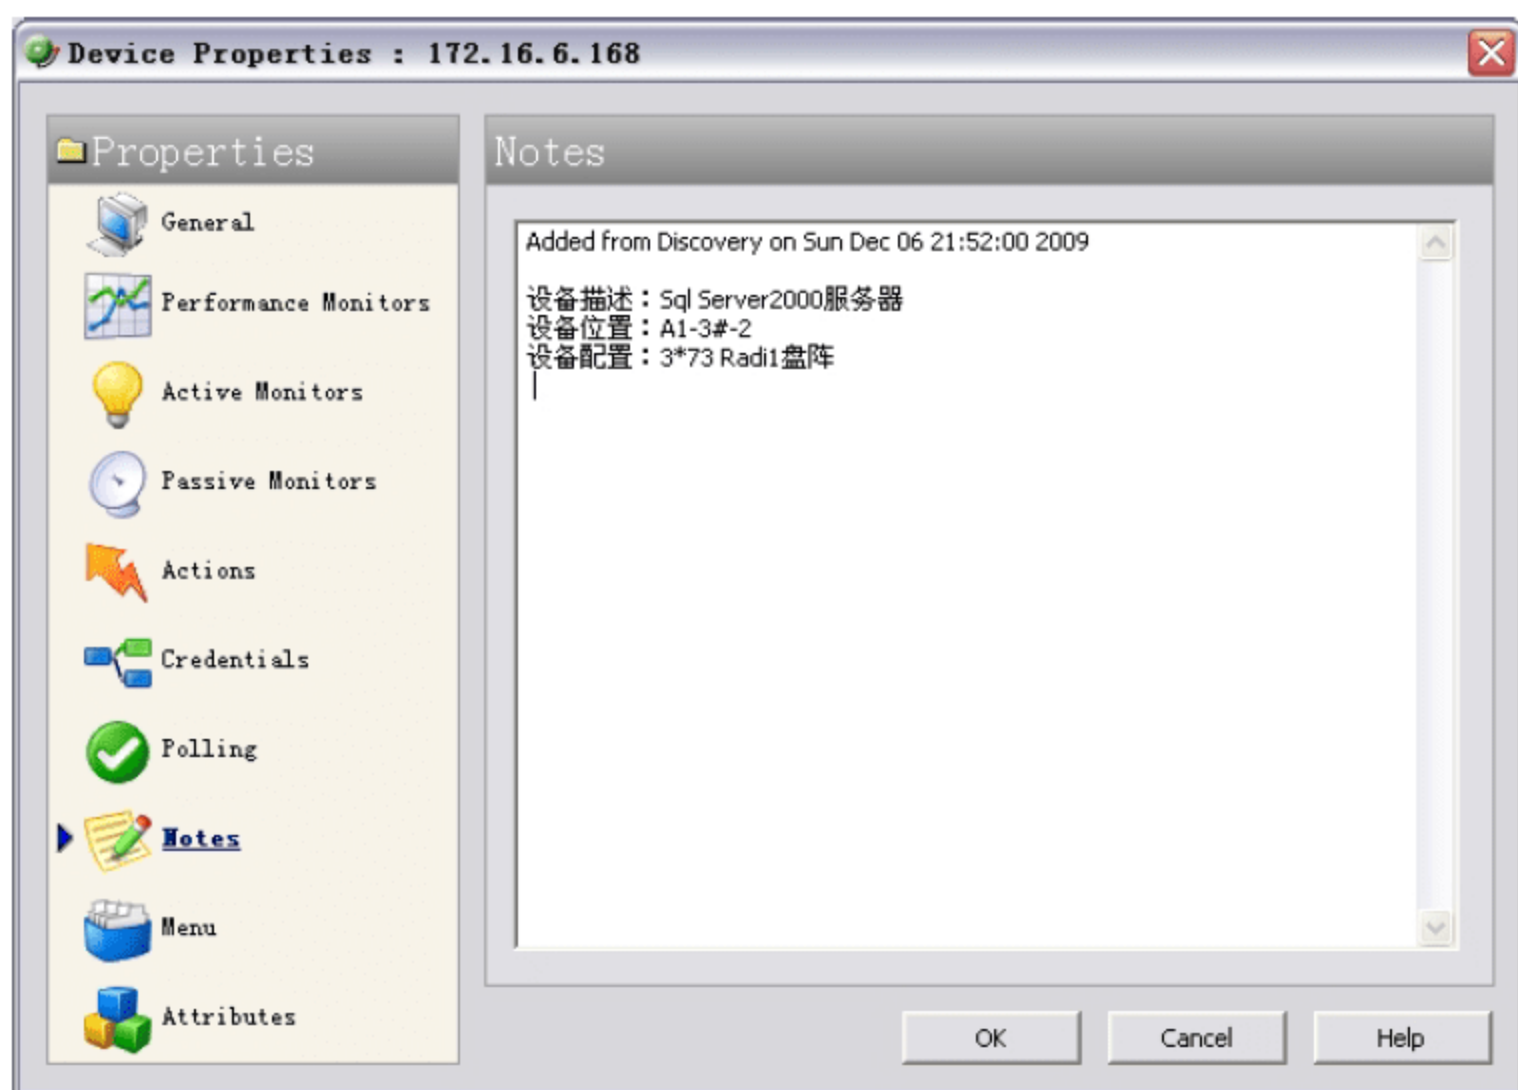 Device Properties : 172.16.6.168
Properties
General
Performance Monitors
Active Monitors
Passive Monitors
Actions
Credentials
Polling
Notes
Menu
Attributes
Notes
Added from Discovery on Sun Dec 06 21:52:00 2009
设备描述：Sql Server2000服务器
设备位置：A1-3#-2
设备配置：3*73 Radi1盘阵
OK
Cancel
Help